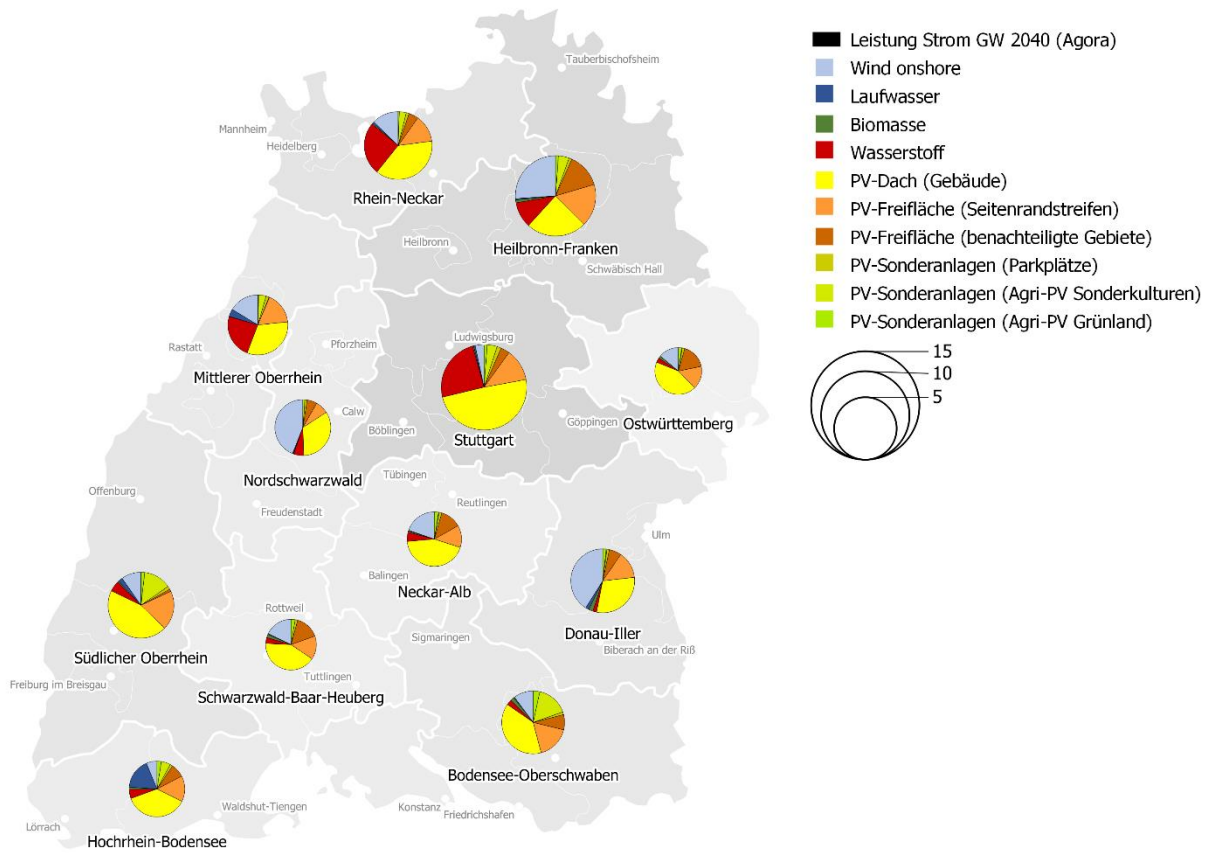 Leistung Strom GW 2040 (Agora)
Wind onshore
Laufwasser
Biomasse
Wasserstoff
PV-Dach (Gebäude)
PV-Freifläche (Seitenrandstreifen)
PV-Freifläche (benachteiligte Gebiete)
PV-Sonderanlagen (Parkplätze)
PV-Sonderanlagen (Agri-PV Sonderkulturen)
PV-Sonderanlagen (Agri-PV Grünland)
15
10
5
Tauberbischofsheim
Mannheim
Heidelberg
Rhein-Neckar
Heilbronn
Heilbronn-Franken
Schwäbisch Hall
Rastatt
Pforzheim
Ludwigsburg
Mittlerer Oberrhein
Calw
Böblingen
Stuttgart
Göppingen
Ostwürttemberg
Nordschwarzwald
Tübingen
Offenburg
Freudenstadt
Reutlingen
Ulm
Balingen
Neckar-Alb
Rottweil
Donau-Iller
Südlicher Oberrhein
Sigmaringen
Biberach an der Riß
Freiburg im Breisgau
Tuttlingen
Schwarzwald-Baar-Heuberg
Bodensee-Oberschwaben
Lörrach
Waldshut-Tiengen
Konstanz
Friedrichshafen
Hochrhein-Bodensee